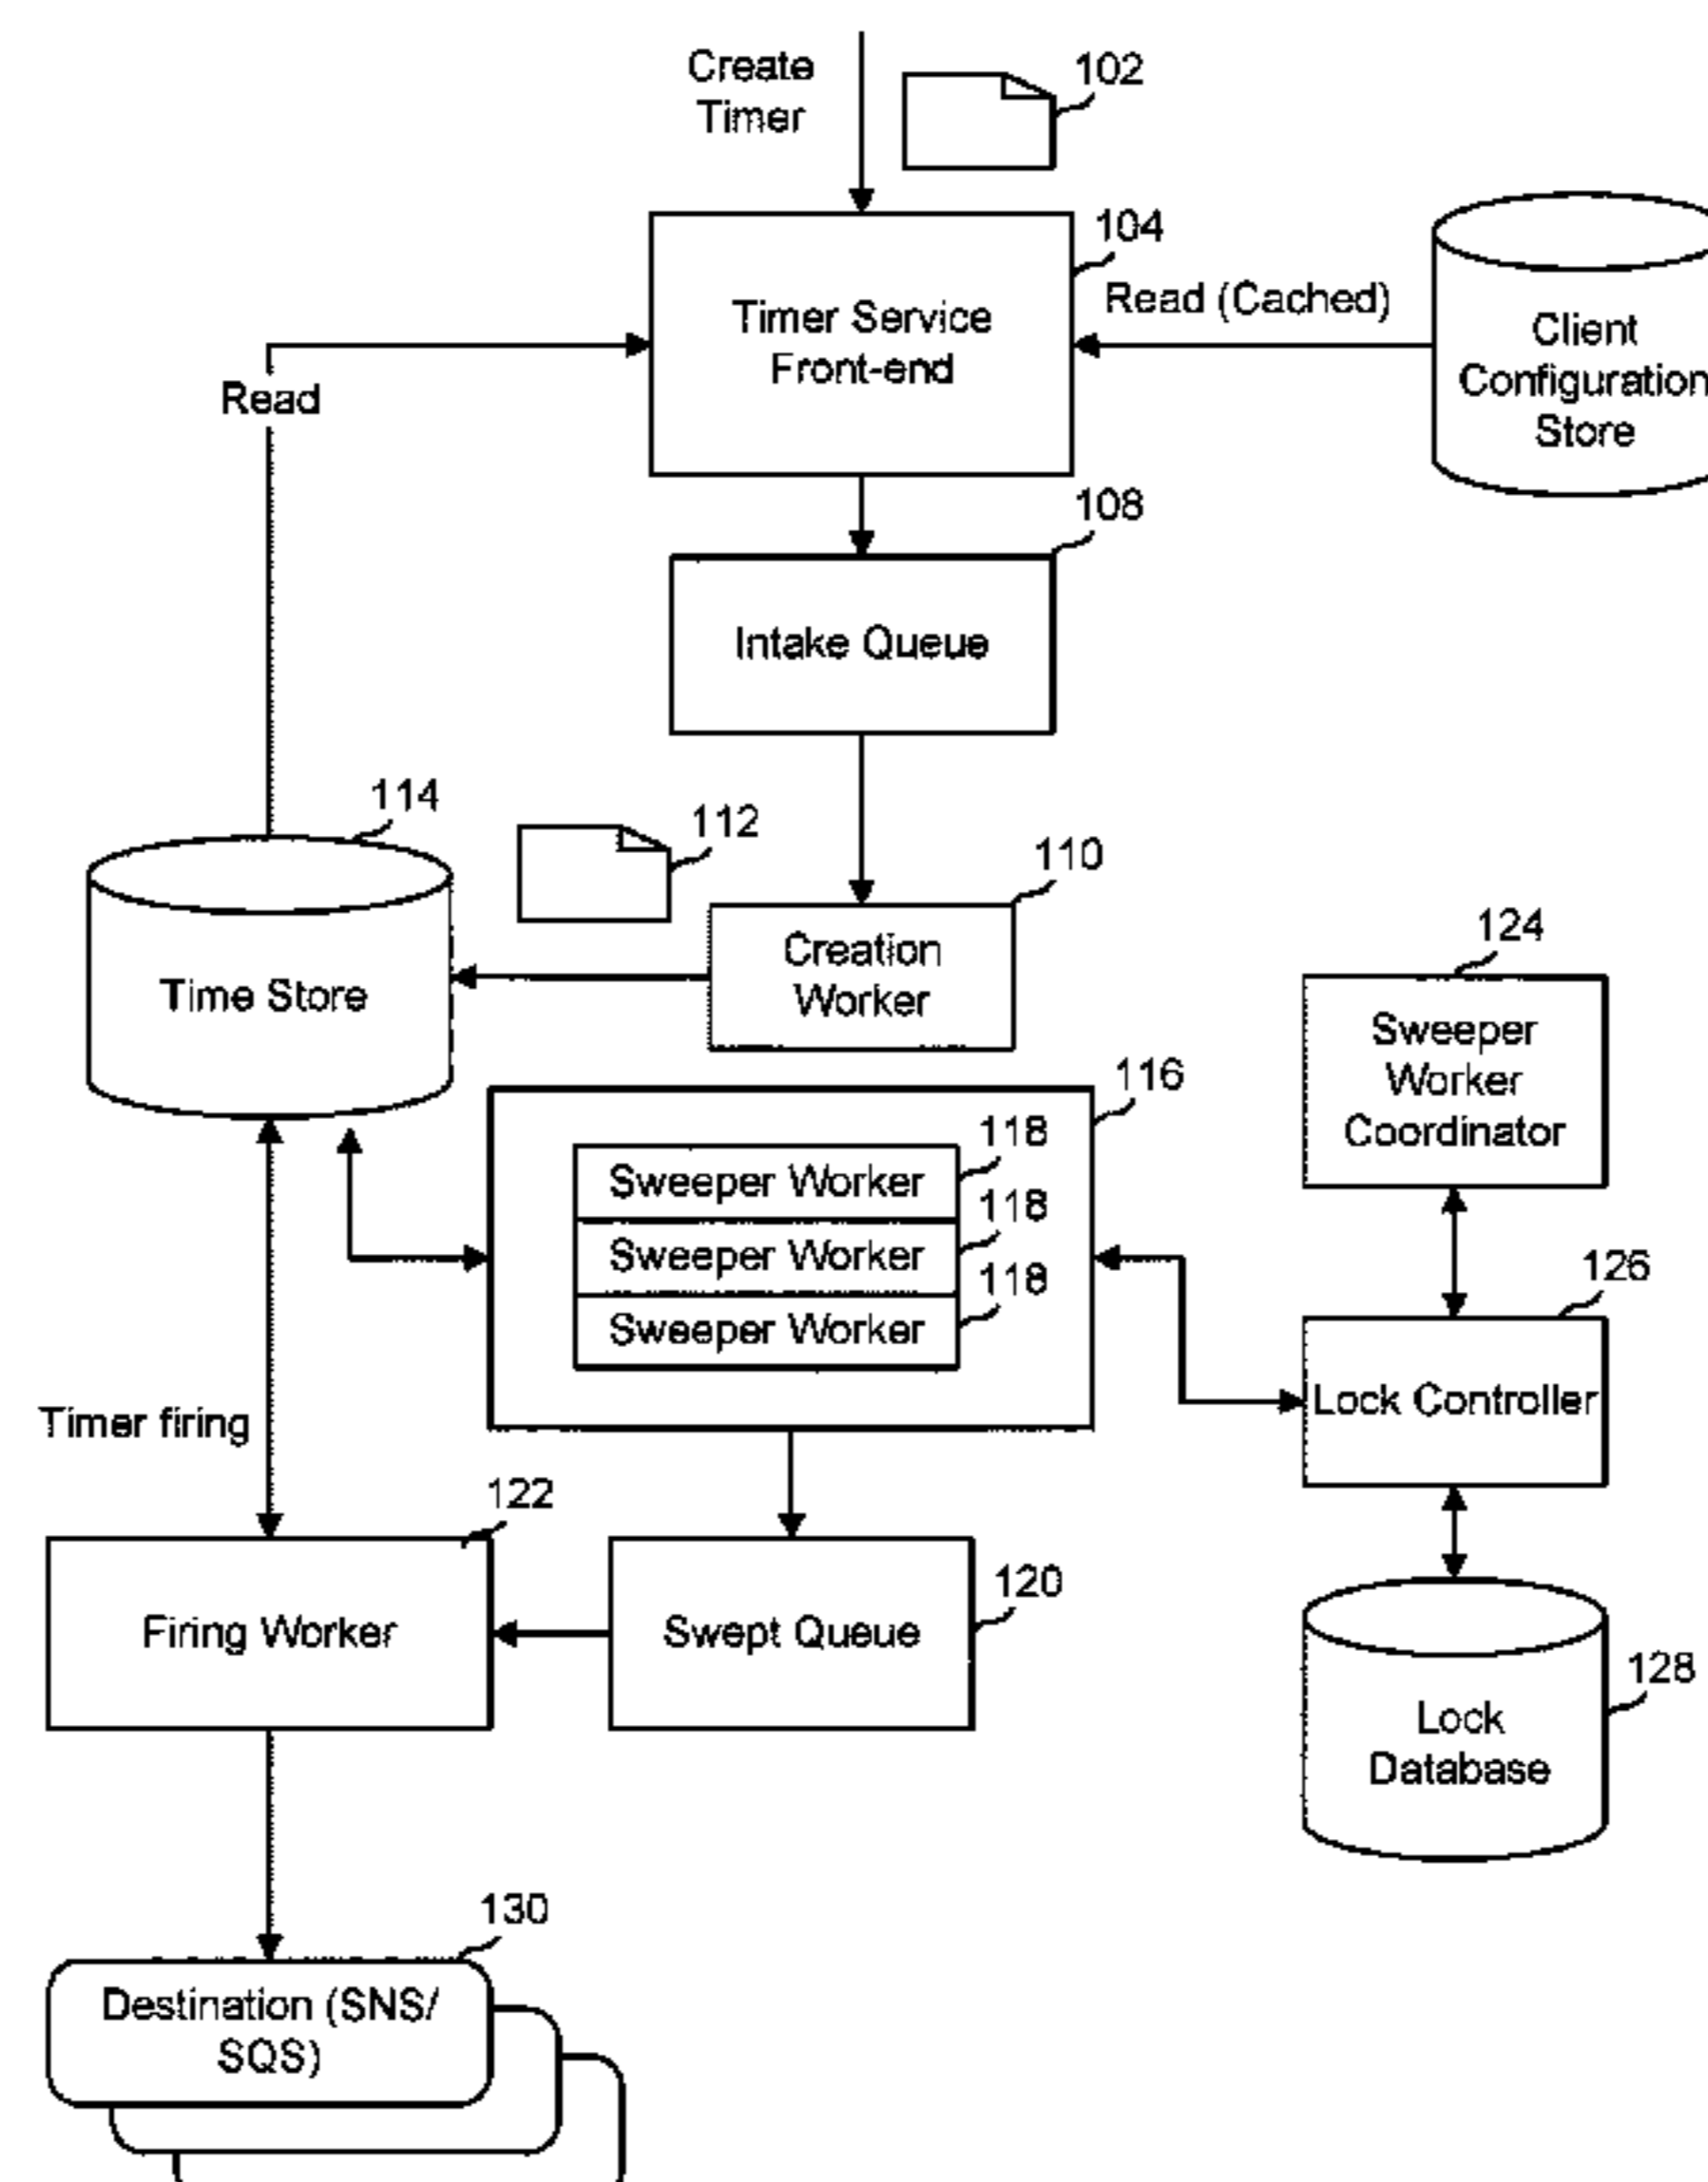 Create
Timer
102
104
Timer Service
Front-end
Read (Cached)
Client
Configuration
Store
Read
108
Intake Queue
114
112
110
Time Store
Creation
Worker
124
Sweeper
Worker
Coordinator
116
118
Sweeper Worker
118
Sweeper Worker
118
Sweeper Worker
126
Lock Controller
Timer firing
122
Firing Worker
120
Swept Queue
128
Lock
Database
130
Destination (SNS/
SQS)